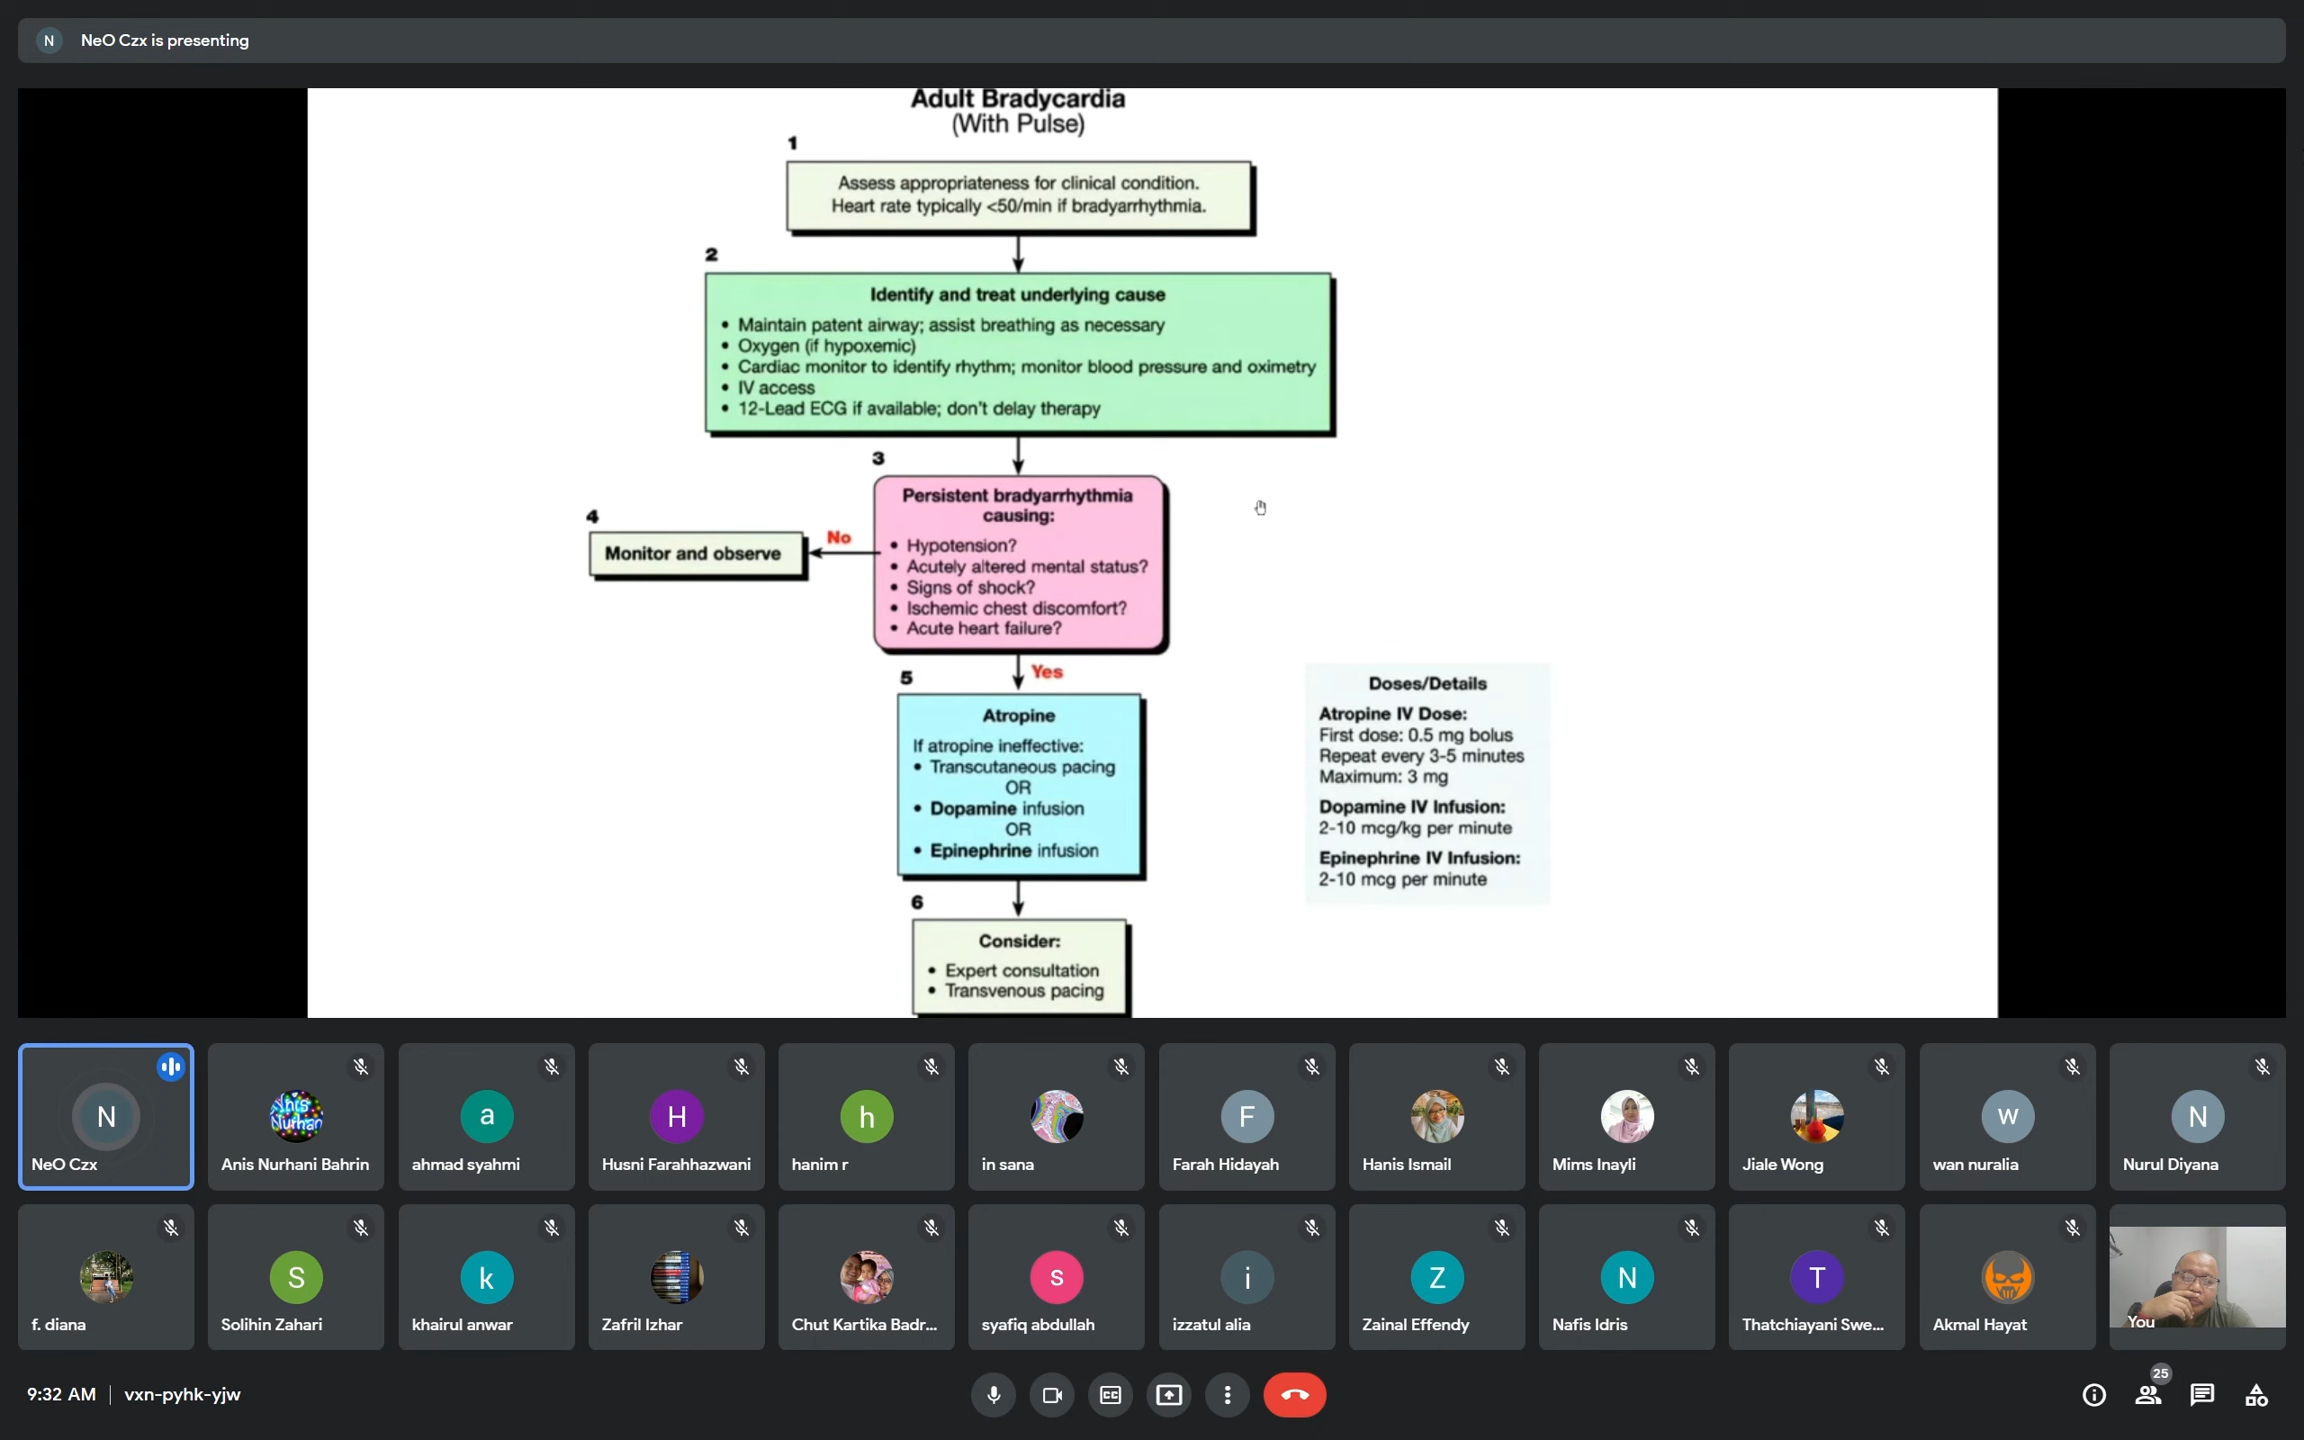 N NeO Czx is presenting
Adult Bradycardia
(With Pulse)
1
Assess appropriateness for clinical condition.
Heart rate typically <50/min if bradyarrhythmia.
2
Identify and treat underlying cause
• Maintain patent airway; assist breathing as necessary
• Oxygen (if hypoxemic)
• Cardiac monitor to identify rhythm; monitor blood pressure and oximetry
• IV access
• 12-Lead ECG if available; don't delay therapy
3
Persistent bradyarrhythmia
causing:
• Hypotension?
• Acutely altered mental status?
• Signs of shock?
• Ischemic chest discomfort?
• Acute heart failure?
4
No
Monitor and observe
Yes
5
Atropine
If atropine ineffective:
• Transcutaneous pacing
OR
• Dopamine infusion
OR
• Epinephrine infusion
Doses/Details
Atropine IV Dose:
First dose: 0.5 mg bolus
Repeat every 3-5 minutes
Maximum: 3 mg
Dopamine IV Infusion:
2-10 mcg/kg per minute
Epinephrine IV Infusion:
2-10 mcg per minute
6
Consider:
• Expert consultation
• Transvenous pacing
N
NeO Czx
Anis Nurhani Bahrin
a
ahmad syahmi
H
Husni Farahhazwani
h
hanim r
in sana
F
Farah Hidayah
Hanis Ismail
Mims Inayli
Jiale Wong
w
wan nuralia
N
Nurul Diyana
f. diana
S
Solihin Zahari
k
khairul anwar
Zafril Izhar
Chut Kartika Badr...
s
syafiq abdullah
i
izzatul alia
Z
Zainal Effendy
N
Nafis Idris
T
Thatchiayani Swe...
Akmal Hayat
You
9:32 AM | vxn-pyhk-yjw
CC
25